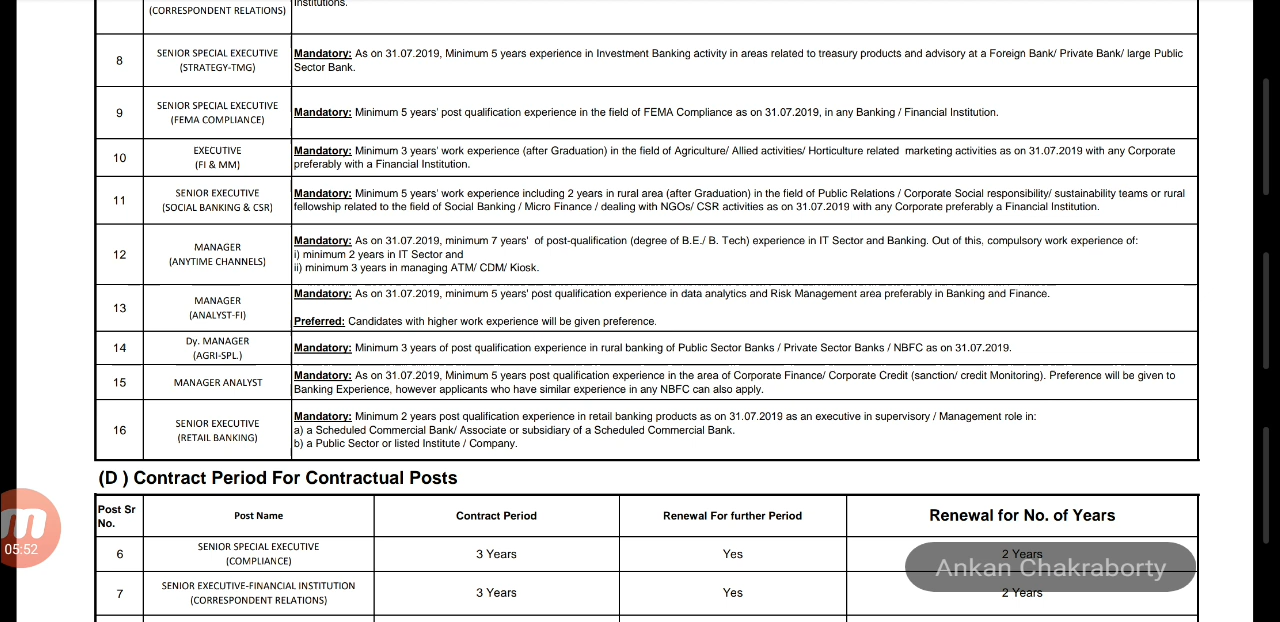 (CORRESPONDENT RELATIONS)
Institutions.
8
SENIOR SPECIAL EXECUTIVE
(STRATEGY-TMG)
Mandatory: As on 31.07.2019, Minimum 5 years experience in Investment Banking activity in areas related to treasury products and advisory at a Foreign Bank/ Private Bank/ large Public
Sector Bank.
9
SENIOR SPECIAL EXECUTIVE
(FEMA COMPLIANCE)
Mandatory: Minimum 5 years' post qualification experience in the field of FEMA Compliance as on 31.07.2019, in any Banking / Financial Institution.
10
EXECUTIVE
(FI & MM)
Mandatory: Minimum 3 years' work experience (after Graduation) in the field of Agriculture/ Allied activities/ Horticulture related marketing activities as on 31.07.2019 with any Corporate
preferably with a Financial Institution.
11
SENIOR EXECUTIVE
(SOCIAL BANKING & CSR)
Mandatory: Minimum 5 years' work experience including 2 years in rural area (after Graduation) in the field of Public Relations / Corporate Social responsibility/ sustainability teams or rural
fellowship related to the field of Social Banking / Micro Finance / dealing with NGOs/ CSR activities as on 31.07.2019 with any Corporate preferably a Financial Institution.
12
MANAGER
(ANYTIME CHANNELS)
Mandatory: As on 31.07.2019, minimum 7 years' of post-qualification (degree of B.E./ B. Tech) experience in IT Sector and Banking. Out of this, compulsory work experience of:
i) minimum 2 years in IT Sector and
ii) minimum 3 years in managing ATM/ CDM/ Kiosk.
13
MANAGER
(ANALYST-FI)
Mandatory: As on 31.07.2019, minimum 5 years' post qualification experience in data analytics and Risk Management area preferably in Banking and Finance.
Preferred: Candidates with higher work experience will be given preference.
14
Dy. MANAGER
(AGRI-SPL.)
Mandatory: Minimum 3 years of post qualification experience in rural banking of Public Sector Banks / Private Sector Banks / NBFC as on 31.07.2019.
15
MANAGER ANALYST
Mandatory: As on 31.07.2019, Minimum 5 years post qualification experience in the area of Corporate Finance/ Corporate Credit (sanction/ credit Monitoring). Preference will be given to
Banking Experience, however applicants who have similar experience in any NBFC can also apply.
16
SENIOR EXECUTIVE
(RETAIL BANKING)
Mandatory: Minimum 2 years post qualification experience in retail banking products as on 31.07.2019 as an executive in supervisory / Management role in:
a) a Scheduled Commercial Bank/ Associate or subsidiary of a Scheduled Commercial Bank.
b) a Public Sector or listed Institute / Company.
(D ) Contract Period For Contractual Posts
Post Sr No.
Post Name
Contract Period
Renewal For further Period
Renewal for No. of Years
6
SENIOR SPECIAL EXECUTIVE
(COMPLIANCE)
3 Years
Yes
2 Years
7
SENIOR EXECUTIVE-FINANCIAL INSTITUTION
(CORRESPONDENT RELATIONS)
3 Years
Yes
2 Years
05:52
Ankan Chakraborty